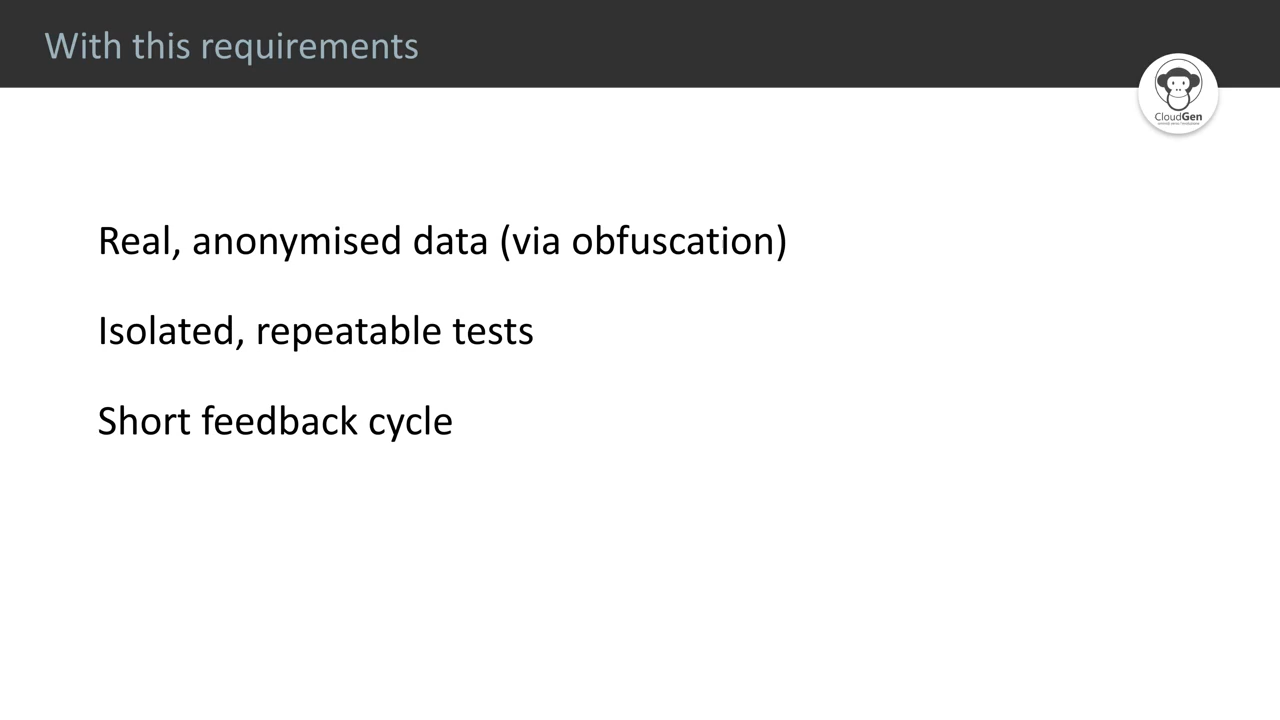 With this requirements
CloudGen
Real, anonymised data (via obfuscation)
Isolated, repeatable tests
Short feedback cycle